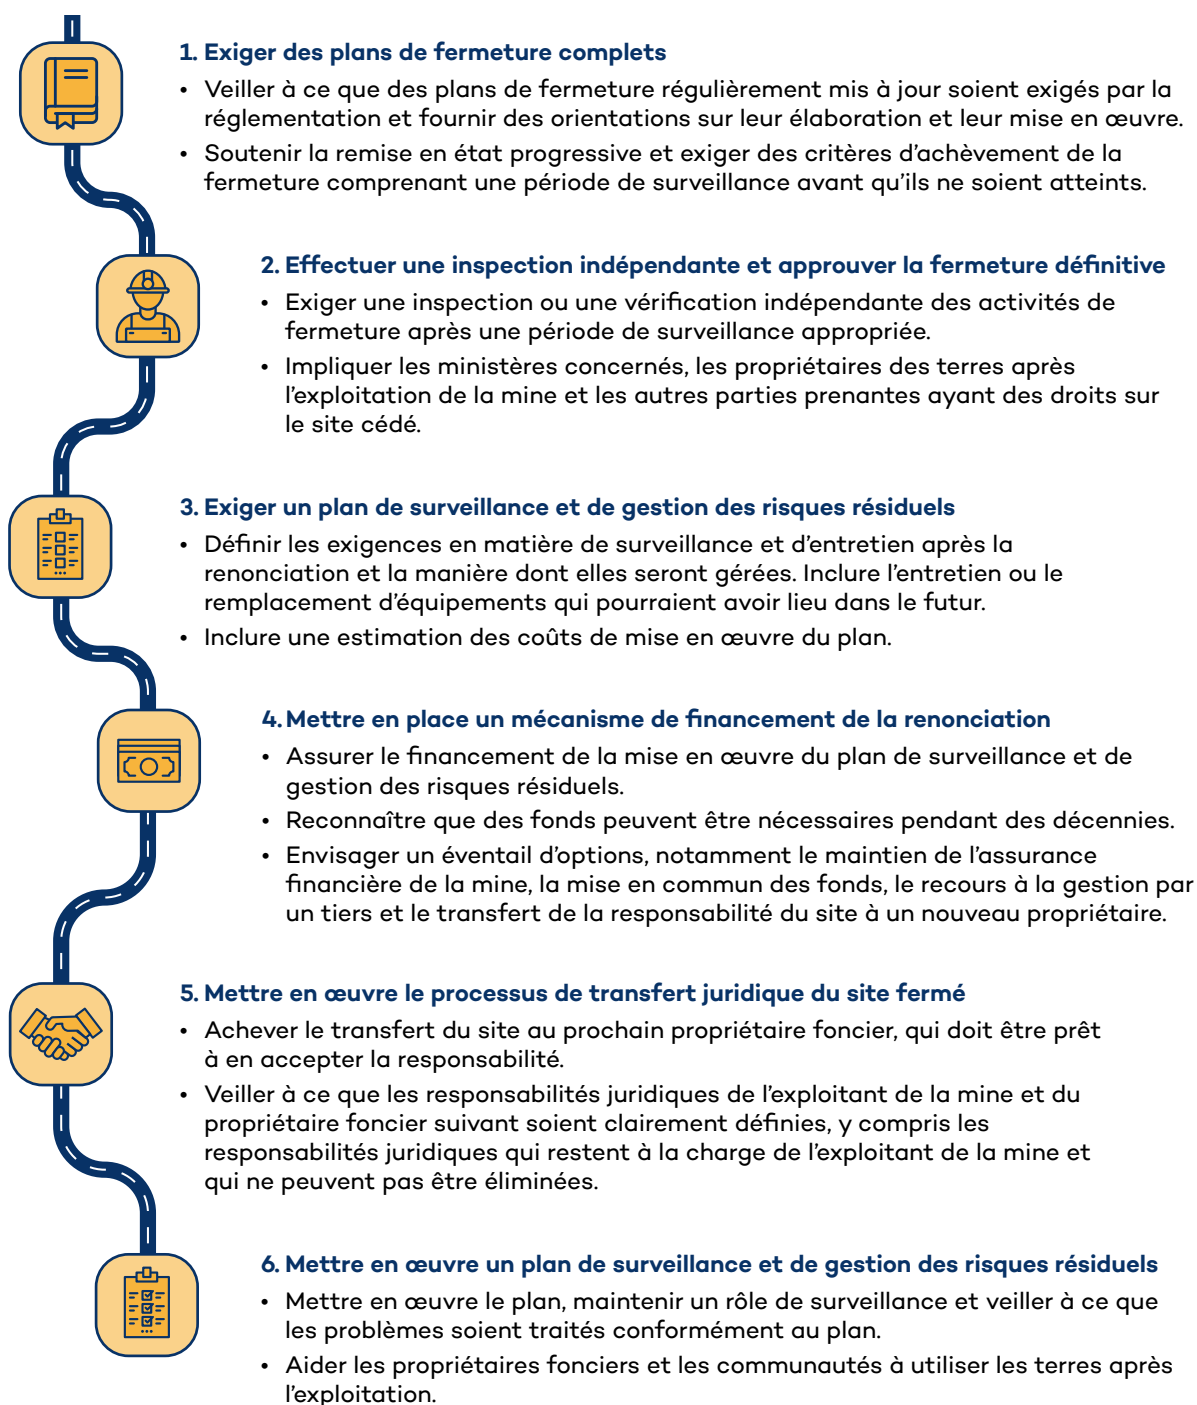 1. Exiger des plans de fermeture complets
• Veiller à ce que des plans de fermeture régulièrement mis à jour soient exigés par la
réglementation et fournir des orientations sur leur élaboration et leur mise en œuvre.
• Soutenir la remise en état progressive et exiger des critères d’achèvement de la
fermeture comprenant une période de surveillance avant qu’ils ne soient atteints.
2. Effectuer une inspection indépendante et approuver la fermeture définitive
• Exiger une inspection ou une vérification indépendante des activités de
fermeture après une période de surveillance appropriée.
• Impliquer les ministères concernés, les propriétaires des terres après
l’exploitation de la mine et les autres parties prenantes ayant des droits sur
le site cédé.
3. Exiger un plan de surveillance et de gestion des risques résiduels
• Définir les exigences en matière de surveillance et d’entretien après la
renonciation et la manière dont elles seront gérées. Inclure l’entretien ou le
remplacement d’équipements qui pourraient avoir lieu dans le futur.
• Inclure une estimation des coûts de mise en œuvre du plan.
4. Mettre en place un mécanisme de financement de la renonciation
• Assurer le financement de la mise en œuvre du plan de surveillance et de
gestion des risques résiduels.
• Reconnaître que des fonds peuvent être nécessaires pendant des décennies.
• Envisager un éventail d’options, notamment le maintien de l’assurance
financière de la mine, la mise en commun des fonds, le recours à la gestion par
un tiers et le transfert de la responsabilité du site à un nouveau propriétaire.
5. Mettre en œuvre le processus de transfert juridique du site fermé
• Achever le transfert du site au prochain propriétaire foncier, qui doit être prêt
à en accepter la responsabilité.
• Veiller à ce que les responsabilités juridiques de l’exploitant de la mine et du
propriétaire foncier suivant soient clairement définies, y compris les
responsabilités juridiques qui restent à la charge de l’exploitant de la mine et
qui ne peuvent pas être éliminées.
6. Mettre en œuvre un plan de surveillance et de gestion des risques résiduels
• Mettre en œuvre le plan, maintenir un rôle de surveillance et veiller à ce que
les problèmes soient traités conformément au plan.
• Aider les propriétaires fonciers et les communautés à utiliser les terres après
l’exploitation.